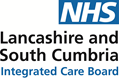 NHS
Lancashire and
South Cumbria
Integrated Care Board